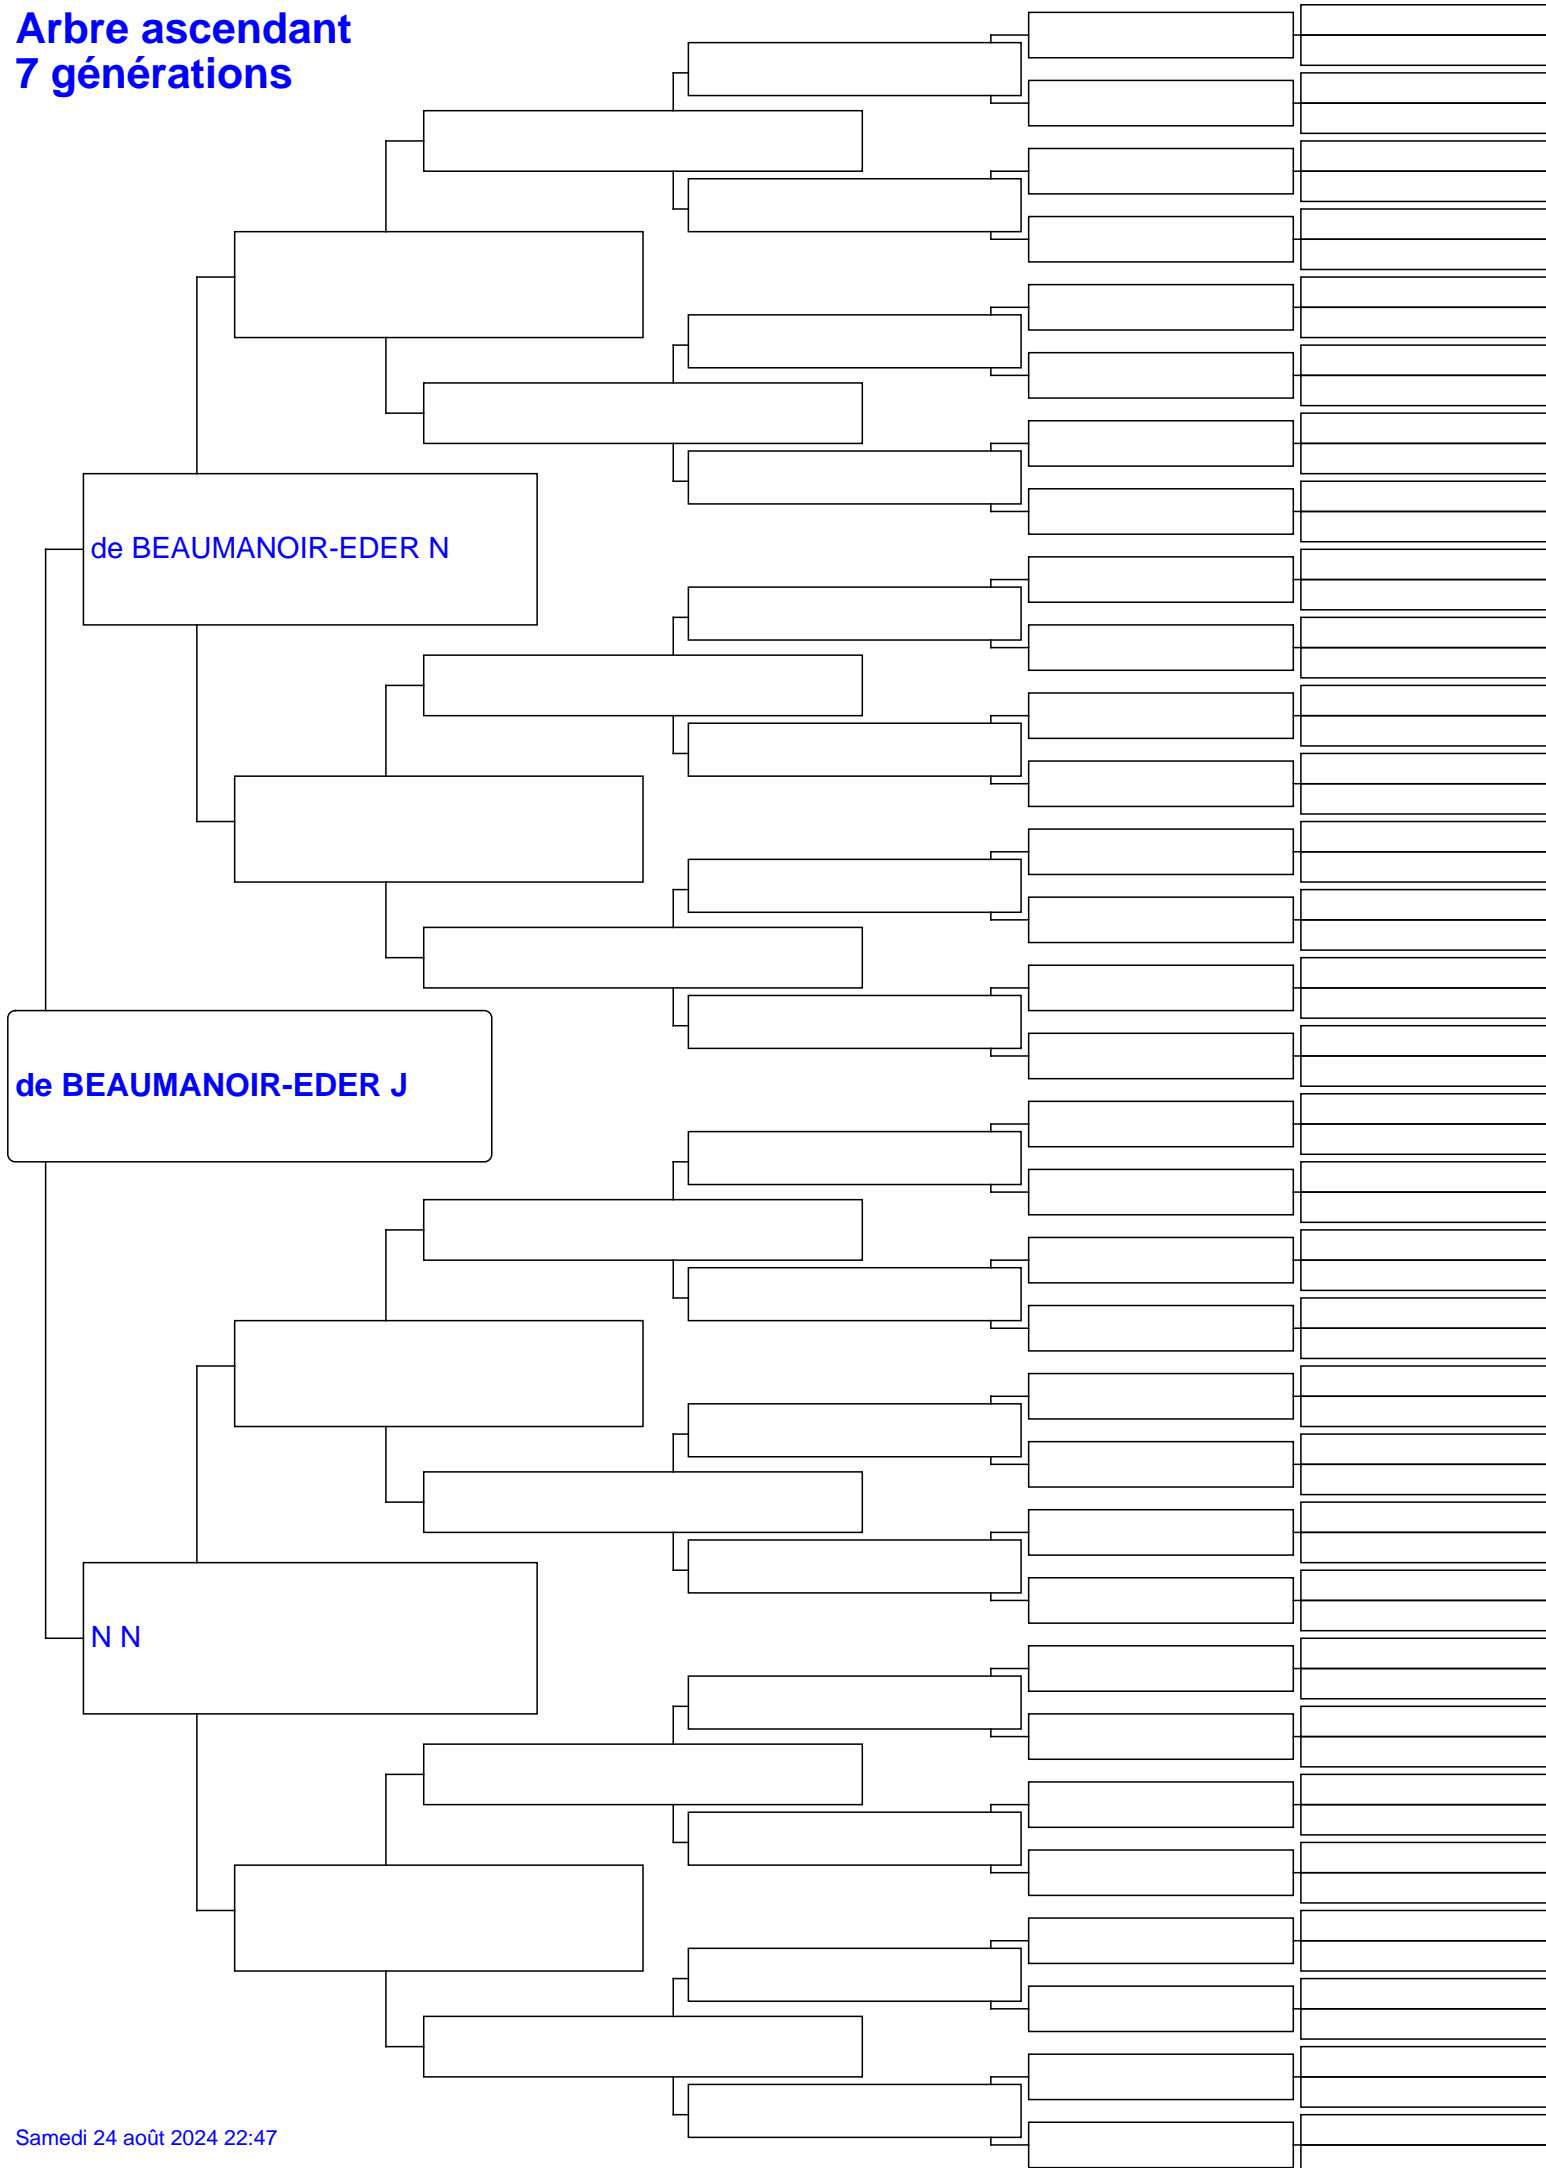 Arbre ascendant
7 générations
de BEAUMANOIR-EDER N
de BEAUMANOIR-EDER J
N N
Samedi 24 août 2024 22:47